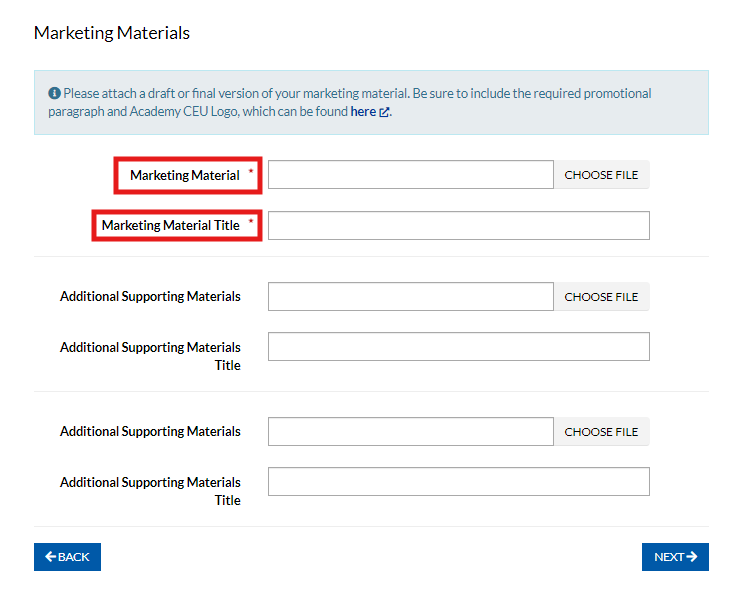 Marketing Materials
Please attach a draft or final version of your marketing material. Be sure to include the required promotional
paragraph and Academy CEU Logo, which can be found here.
Marketing Material * CHOOSE FILE
Marketing Material Title *
Additional Supporting Materials CHOOSE FILE
Additional Supporting Materials
Title
Additional Supporting Materials CHOOSE FILE
Additional Supporting Materials
Title
BACK NEXT